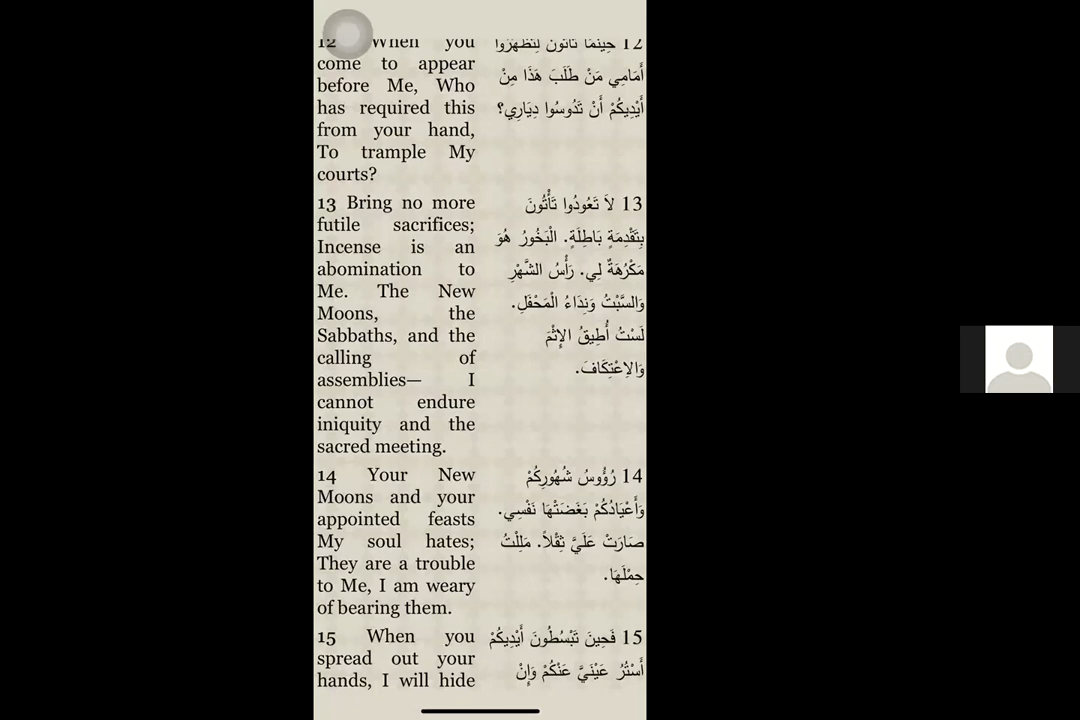 12 When you
come to appear
before Me, Who
has required this
from your hand,
To trample My
courts?
12 حِينَمَا تَأْتُونَ لِتَظْهَرُوا
أَمَامِي مَنْ طَلَبَ هَذَا مِنْ
أَيْدِيكُمْ أَنْ تَدُوسُوا دِيَارِي؟
13 Bring no more
futile sacrifices;
Incense is an
abomination to
Me. The New
Moons, the
Sabbaths, and the
calling of
assemblies— I
cannot endure
iniquity and the
sacred meeting.
13 لاَ تَعُودُوا تَأْتُونَ
بِتَقْدِمَةٍ بَاطِلَةٍ. الْبَخُورُ هُوَ
مَكْرُهَةٌ لِي. رَأْسُ الشَّهْرِ
وَالسَّبْتُ وَنِدَاءُ الْمَحْفَلِ.
لَسْتُ أُطِيقُ الإِثْمَ
وَالاِعْتِكَافَ.
14 Your New
Moons and your
appointed feasts
My soul hates;
They are a trouble
to Me, I am weary
of bearing them.
14 رُؤُوسُ شُهُورِكُمْ
وَأَعْيَادُكُمْ بَغَضَتْهَا نَفْسِي.
صَارَتْ عَلَيَّ ثِقْلاً. مَلِلْتُ
حِمْلَهَا.
15 When you
spread out your
hands, I will hide
15 فَحِينَ تَبْسُطُونَ أَيْدِيكُمْ
أَسْتُرُ عَيْنَيَّ عَنْكُمْ وَإِنْ